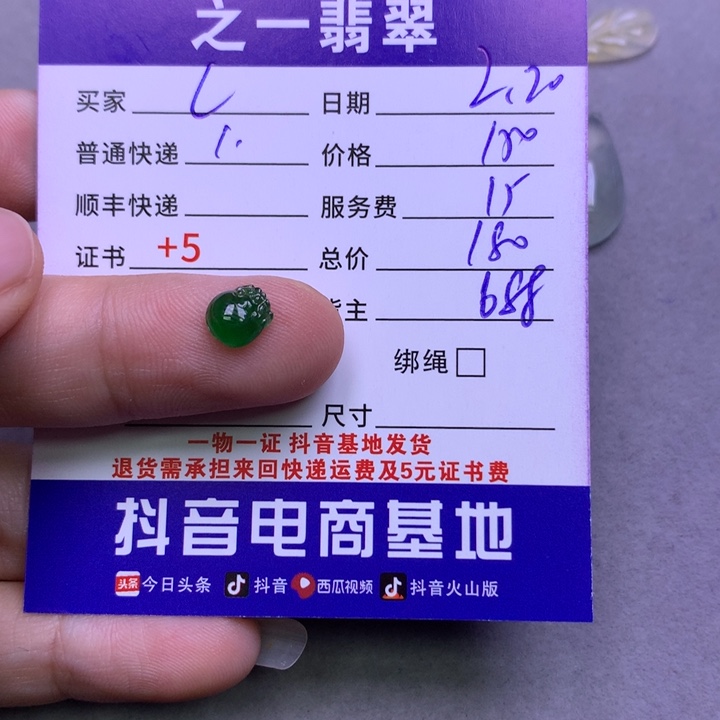 之一翡翠
买家 L 日期 2.20
普通快递 1. 价格
顺丰快递 服务费 15
证书 +5 总价 180
主 688
绑绳
尺寸
一物一证 抖音基地发货
退货需承担来回快递运费及5元证书费
抖音电商基地
头条 今日头条 抖音 西瓜视频 抖音火山版